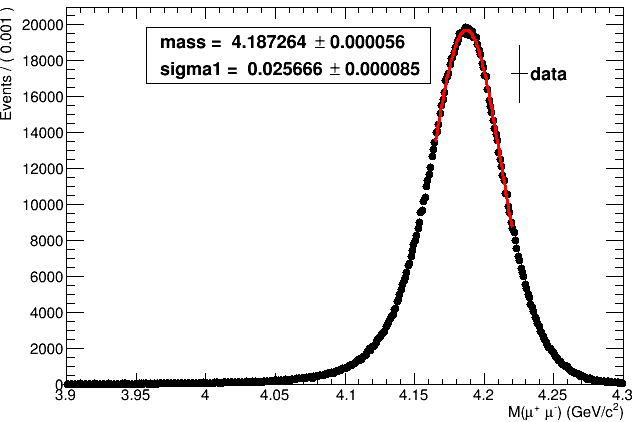 Events / ( 0.001 )
20000
18000
16000
14000
12000
10000
8000
6000
4000
2000
0
mass = 4.187264 ± 0.000056
sigma1 = 0.025666 ± 0.000085
data
3.9 3.95 4 4.05 4.1 4.15 4.2 4.25 4.3
M(μ⁺ μ⁻) (GeV/c²)